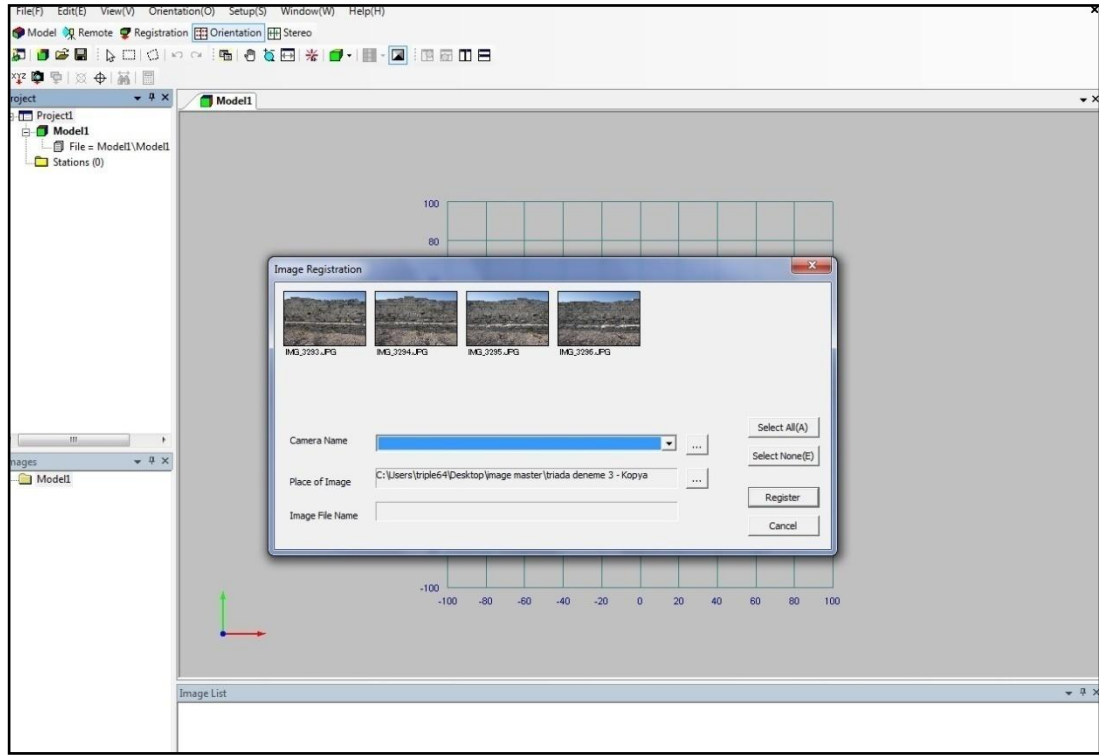 File(F) Edit(E) View(V) Orientation(O) Setup(S) Window(W) Help(H)
Model Remote Registration Orientation Stereo
XYZ
roject
Model1
Project1
Model1
File = Model1\Model1
Stations (0)
100
80
Image Registration
IMG_3293.JPG IMG_3294.JPG IMG_3295.JPG IMG_3296.JPG
Camera Name
...
Select All(A)
Select None(E)
Place of Image C:\Users\triple64\Desktop\image master\triada deneme 3 - Kopya ...
Image File Name
Register
Cancel
mages
Model1
-100
-100 -80 -60 -40 -20 0 20 40 60 80 100
Image List